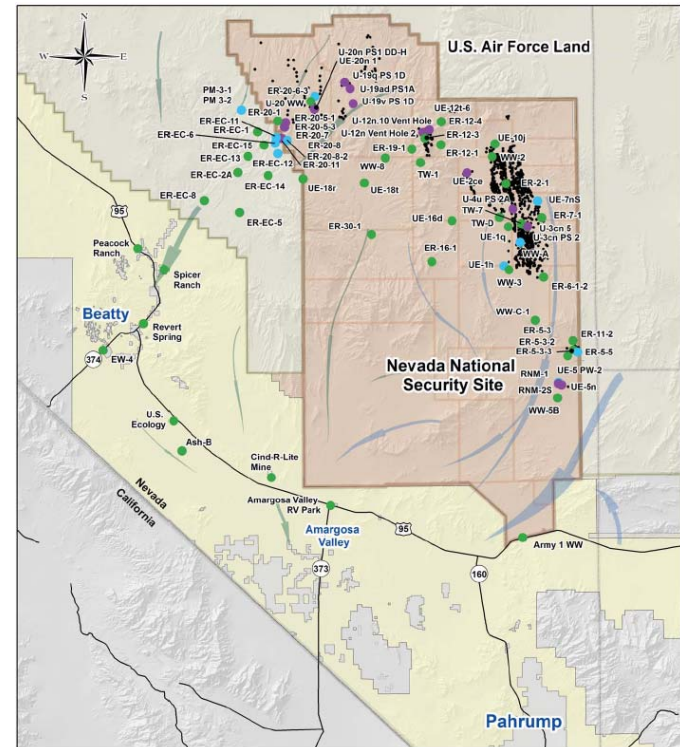 N
W
E
S
U.S. Air Force Land
U-20n PS1 DD-H
UE-20n 1
U-19q PS 1D
U-19ad PS1A
U-19v PS 1D
PM-3-1
PM 3-2
ER-20-6-3
U-20 WW
ER-20-1
ER-20-5-1
ER-20-5-3
ER-20-7
ER-20-8
ER-20-8-2
ER-20-11
ER-EC-11
ER-EC-1
ER-EC-6
ER-EC-15
ER-EC-13
ER-EC-12
ER-EC-2A
ER-EC-14
ER-EC-8
ER-EC-5
UE-18r
UE-18t
WW-8
ER-19-1
TW-1
UE-12t-6
U-12n.10 Vent Hole
U-12n Vent Hole 2
ER-12-3
ER-12-1
UE-10j
WW-2
UE-2ce
ER-2-1
U-4u PS 2A
UE-7nS
TW-7
ER-7-1
TW-D
U-3cn 5
UE-1q
U-3cn PS 2
WW-A
UE-1h
WW-3
ER-6-1-2
UE-16d
ER-30-1
ER-16-1
WW-C-1
ER-5-3
ER-11-2
ER-5-3-2
ER-5-3-3
ER-5-5
RNM-1
UE-5 PW-2
RNM-2S
UE-5n
WW-5B
Nevada National
Security Site
95
Peacock
Ranch
Spicer
Ranch
Beatty
Revert
Spring
374
EW-4
U.S.
Ecology
Ash-B
Cind-R-Lite
Mine
Nevada
California
Amargosa Valley
RV Park
Amargosa
Valley
95
373
160
Army 1 WW
Pahrump